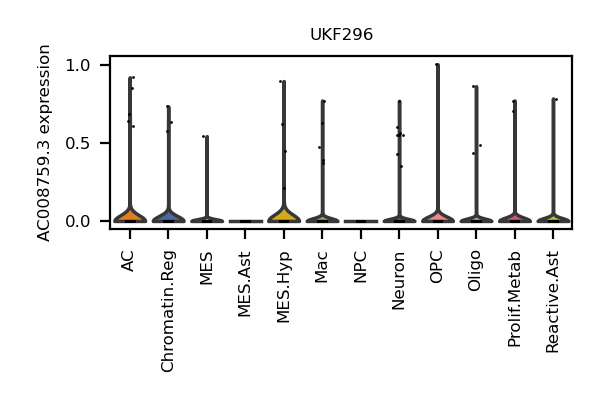 UKF296
AC008759.3 expression
1.0
0.5
0.0
AC
Chromatin.Reg
MES
MES.Ast
MES.Hyp
Mac
NPC
Neuron
OPC
Oligo
Prolif.Metab
Reactive.Ast